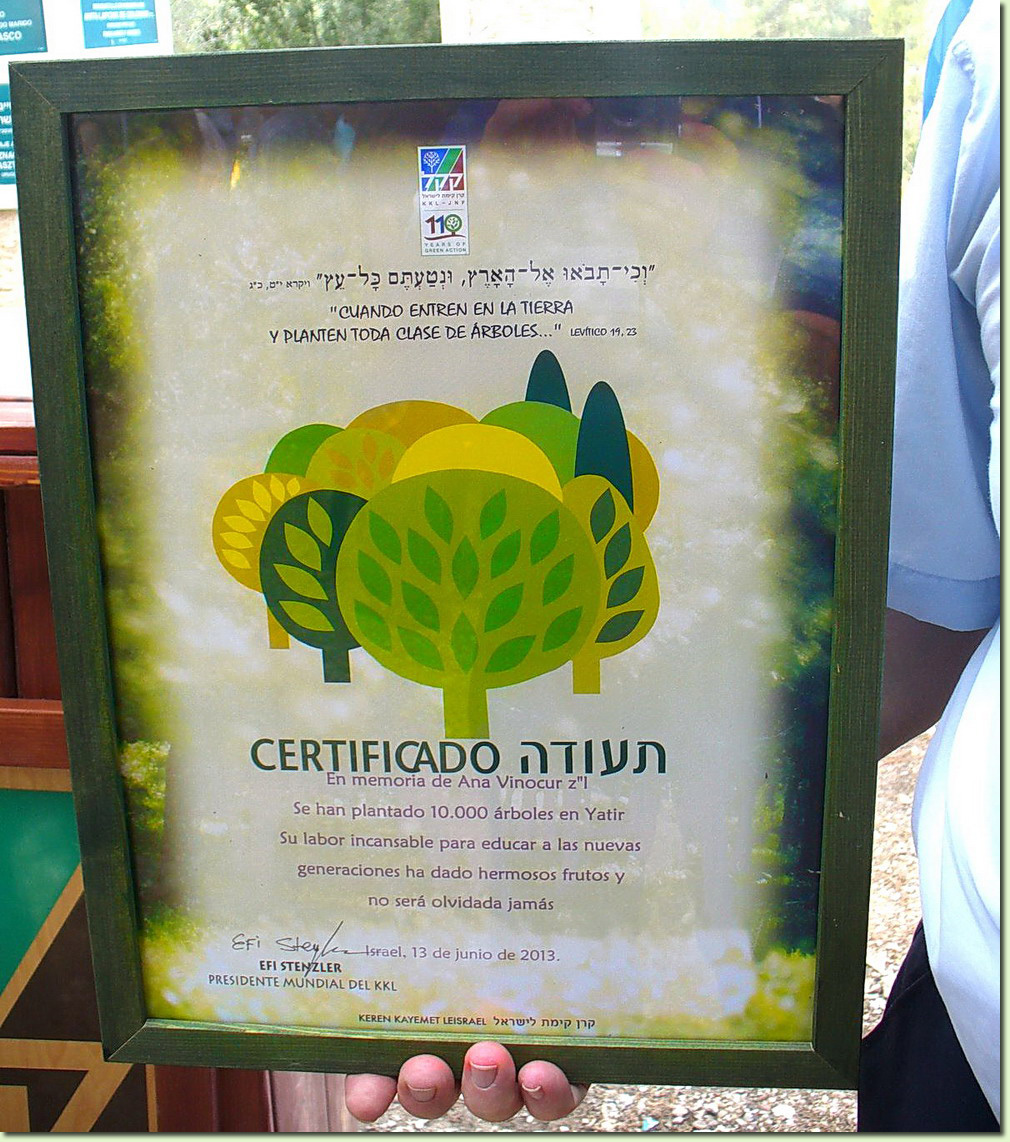 קרן קימת לישראל
KKL-JNF
110
YEARS OF
GREEN ACTION
"וְכִי-תָבֹאוּ אֶל-הָאָרֶץ, וּנְטַעְתֶּם כָּל-עֵץ" ויקרא י״ט, כ״ג
"CUANDO ENTREN EN LA TIERRA
Y PLANTEN TODA CLASE DE ÁRBOLES..." LEVÍTICO 19, 23
CERTIFICADO תעודה
En memoria de Ana Vinocur z"l
Se han plantado 10.000 árboles en Yatir
Su labor incansable para educar a las nuevas
generaciones ha dado hermosos frutos y
no será olvidada jamás
Israel, 13 de junio de 2013.
EFI STENZLER
PRESIDENTE MUNDIAL DEL KKL
KEREN KAYEMET LEISRAEL קרן קימת לישראל